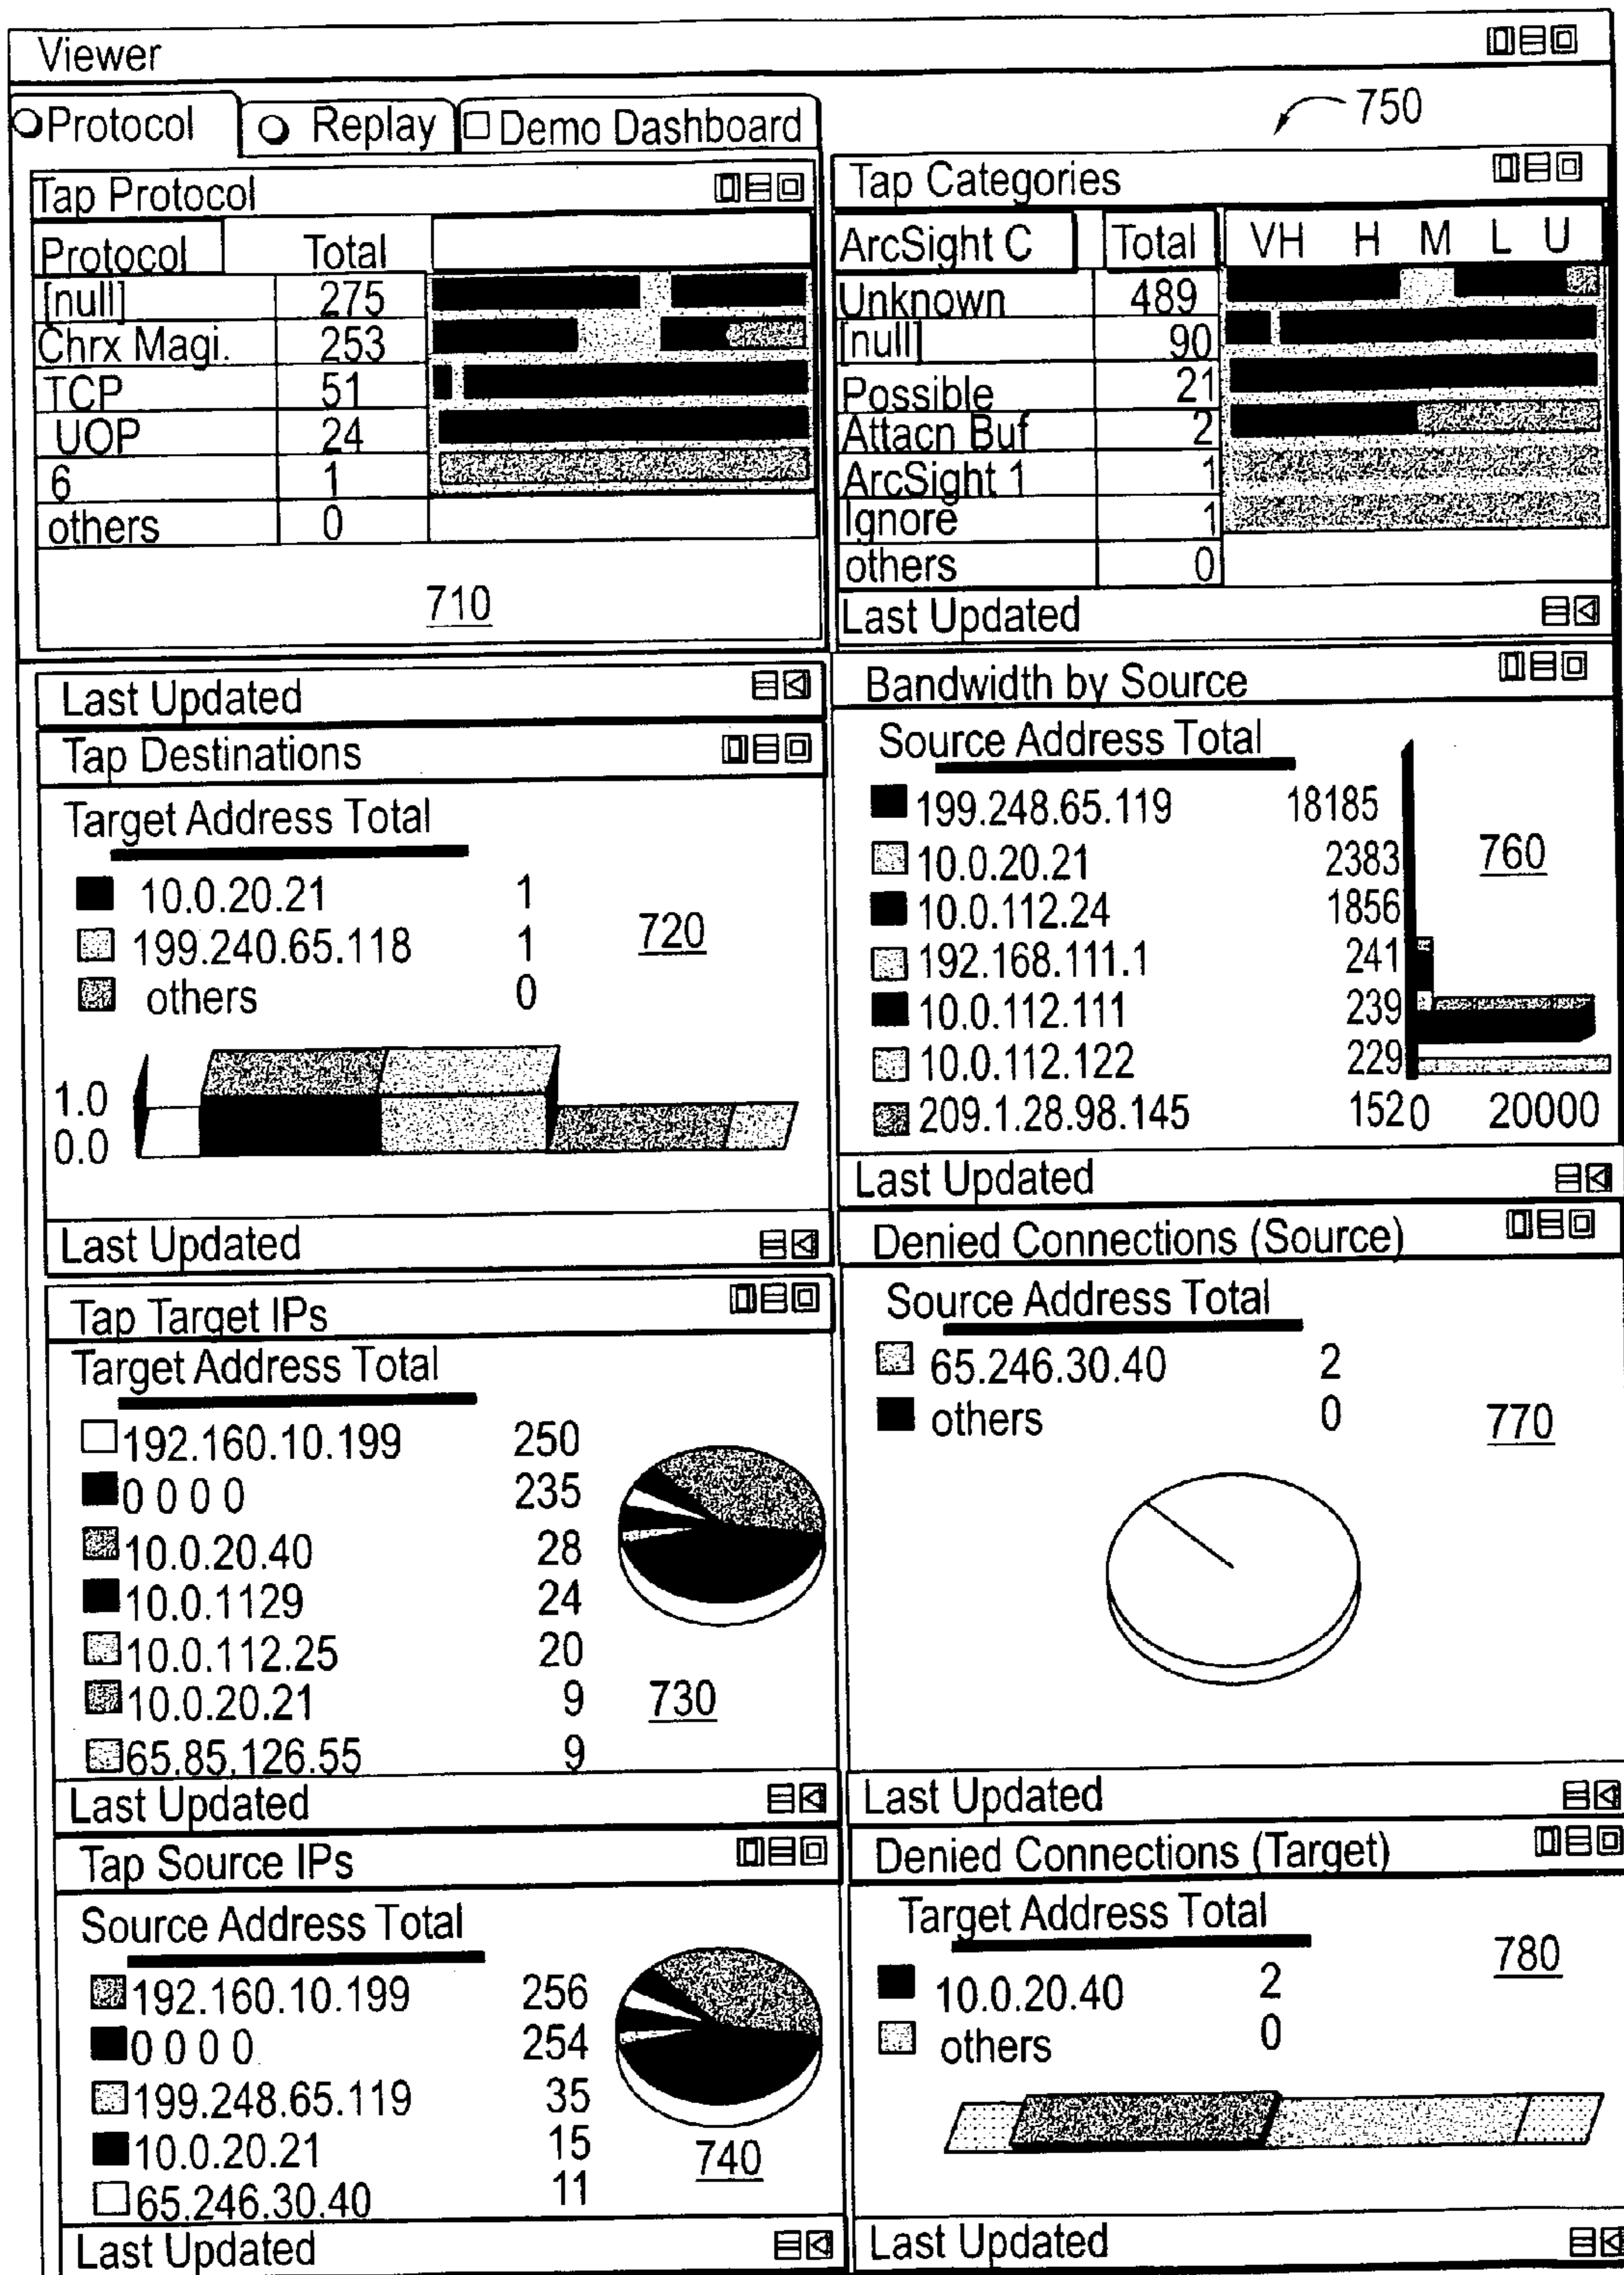 Viewer
Protocol Replay Demo Dashboard
750
Tap Protocol
Protocol Total
[null] 275
Chrx Magi. 253
TCP 51
UOP 24
6 1
others 0
710
Last Updated
Tap Destinations
Target Address Total
10.0.20.21 1
199.240.65.118 1
others 0
720
1.0
0.0
Last Updated
Tap Target IPs
Target Address Total
192.160.10.199 250
0 0 0 0 235
10.0.20.40 28
10.0.1129 24
10.0.112.25 20
10.0.20.21 9
65.85.126.55 9
730
Last Updated
Tap Source IPs
Source Address Total
192.160.10.199 256
0 0 0 0 254
199.248.65.119 35
10.0.20.21 15
65.246.30.40 11
740
Last Updated
Tap Categories
ArcSight C Total VH H M L U
Unknown 489
[null] 90
Possible 21
Attacn Buf 2
ArcSight 1 1
Ignore 1
others 0
Last Updated
Bandwidth by Source
Source Address Total
199.248.65.119 18185
10.0.20.21 2383
10.0.112.24 1856
192.168.111.1 241
10.0.112.111 239
10.0.112.122 229
209.1.28.98.145 152 0 20000
760
Last Updated
Denied Connections (Source)
Source Address Total
65.246.30.40 2
others 0
770
Last Updated
Denied Connections (Target)
Target Address Total
10.0.20.40 2
others 0
780
Last Updated